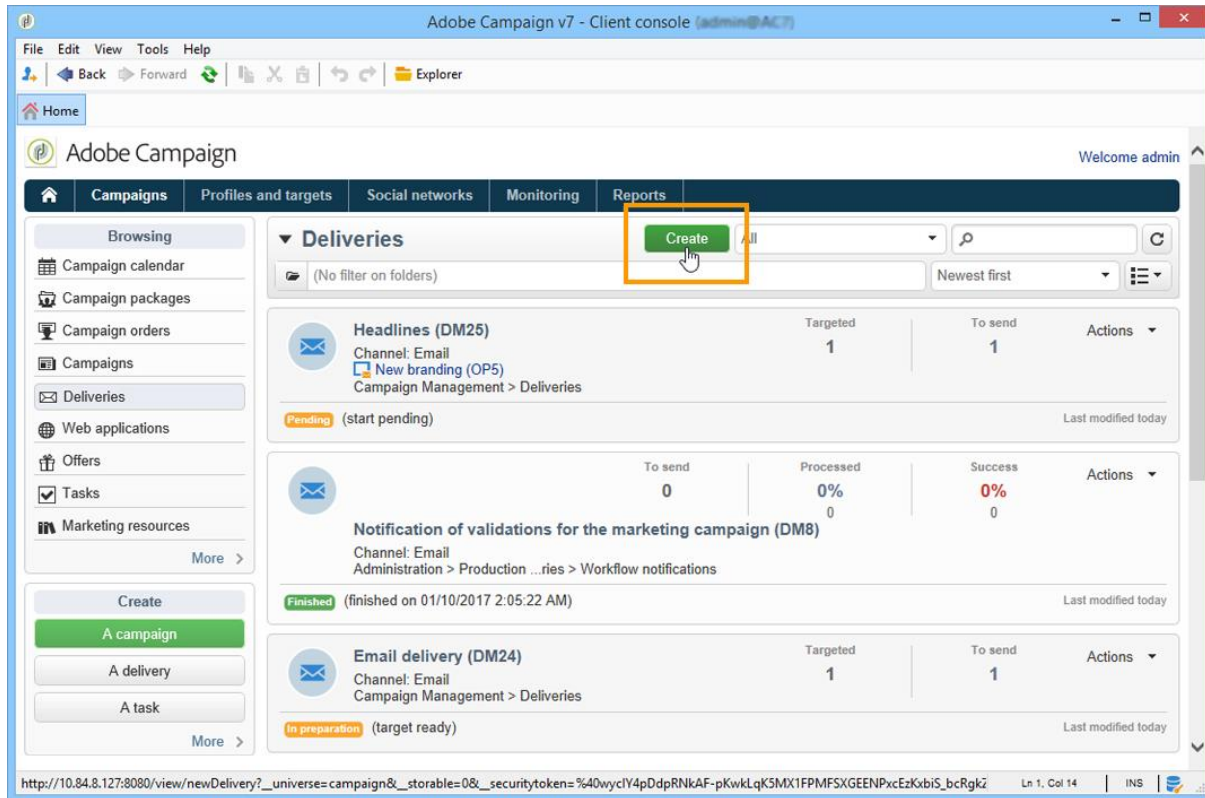 Adobe Campaign v7 - Client console (admin@AC7)
File Edit View Tools Help
Back Forward Explorer
Home
Adobe Campaign
Welcome admin
Campaigns Profiles and targets Social networks Monitoring Reports
Browsing
Campaign calendar
Campaign packages
Campaign orders
Campaigns
Deliveries
Web applications
Offers
Tasks
Marketing resources
More >
Create
A campaign
A delivery
A task
More >
Deliveries Create All
(No filter on folders) Newest first
Headlines (DM25)
Channel: Email
New branding (OP5)
Campaign Management > Deliveries
Targeted To send Actions
1 1
Pending (start pending) Last modified today
To send Processed Success Actions
0 0% 0%
0 0
Notification of validations for the marketing campaign (DM8)
Channel: Email
Administration > Production ...ries > Workflow notifications
Finished (finished on 01/10/2017 2:05:22 AM) Last modified today
Email delivery (DM24)
Channel: Email
Campaign Management > Deliveries
Targeted To send Actions
1 1
In preparation (target ready) Last modified today
http://10.84.8.127:8080/view/newDelivery?_universe=campaign&_storable=0&_securitytoken=%40wyclY4pDdpRNkAF-pKwkLqK5MX1FPMFSXGEENPxcEzKxbiS_bcRgkZ Ln 1, Col 14 INS